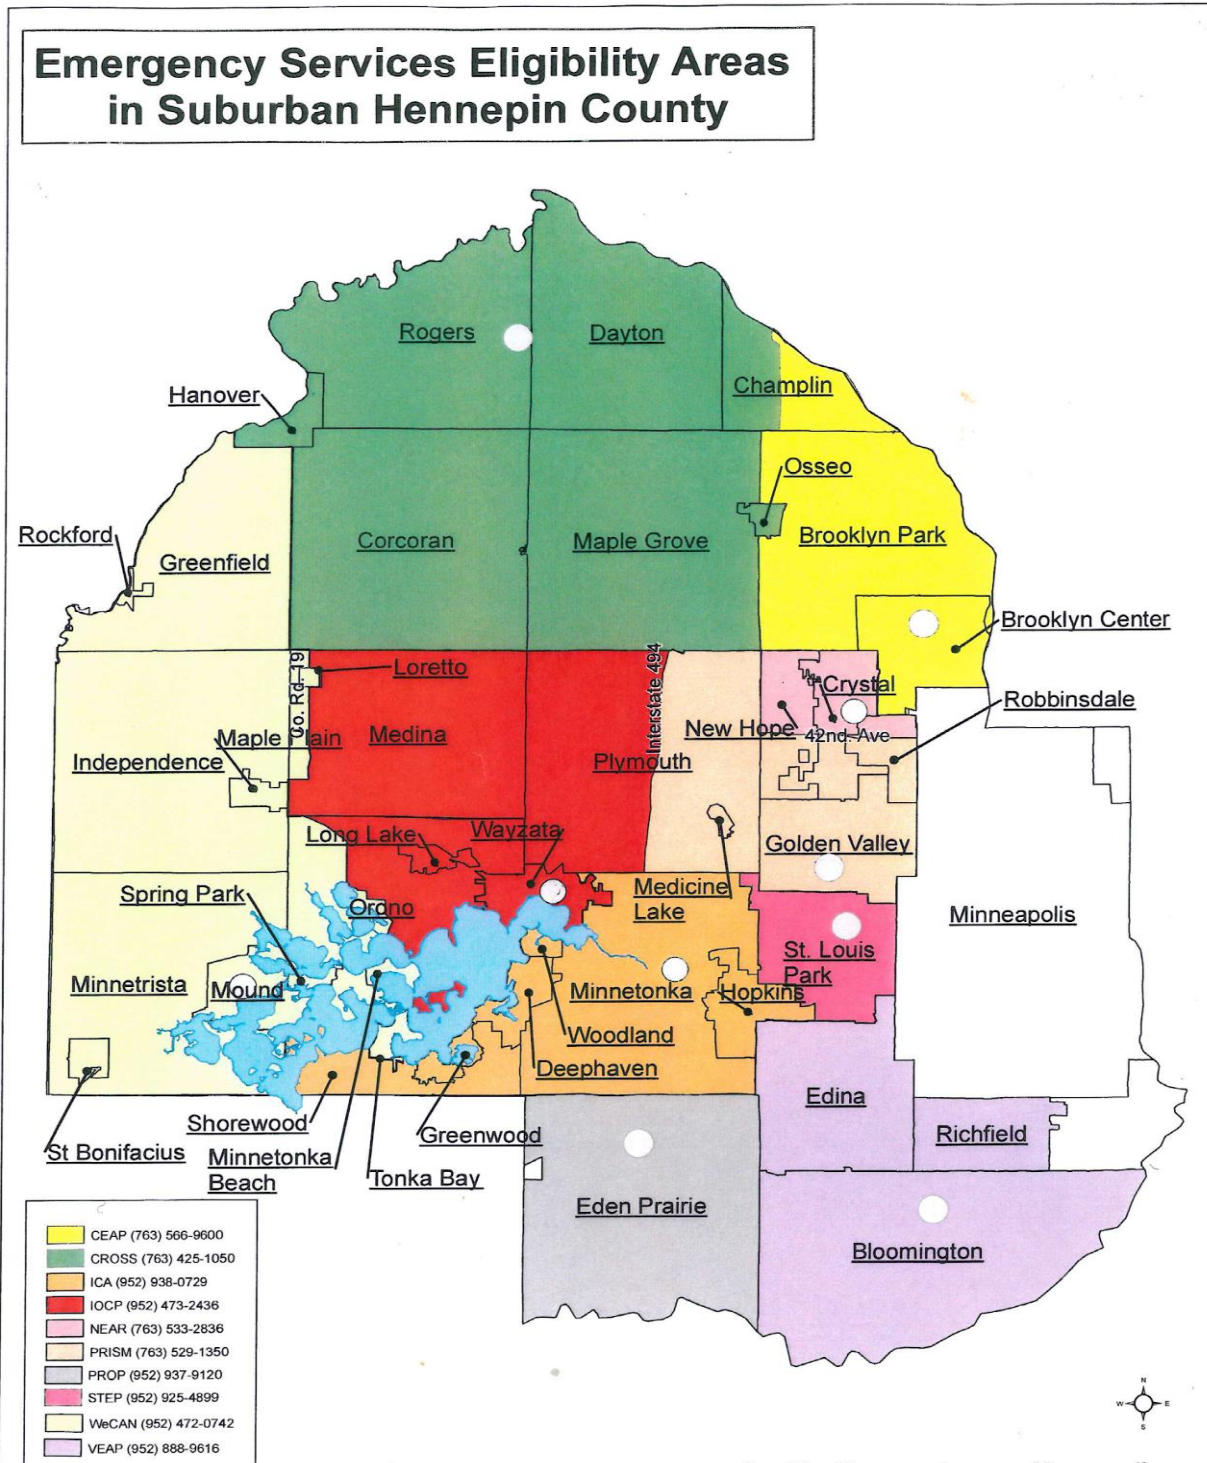 Emergency Services Eligibility Areas
in Suburban Hennepin County
Rogers
Dayton
Champlin
Hanover
Osseo
Rockford
Greenfield
Corcoran
Maple Grove
Brooklyn Park
Brooklyn Center
Loretto
Co. Rd. 19
Interstate 494
Crystal
Robbinsdale
New Hope
42nd. Ave
Maple Plain
Medina
Independence
Plymouth
Long Lake
Wayzata
Golden Valley
Spring Park
Orono
Medicine
Lake
Minneapolis
St. Louis
Park
Minnetrista
Mound
Minnetonka
Hopkins
Woodland
Deephaven
Edina
Shorewood
Greenwood
Richfield
St Bonifacius
Minnetonka
Beach
Tonka Bay
Eden Prairie
Bloomington
CEAP (763) 566-9600
CROSS (763) 425-1050
ICA (952) 938-0729
IOCP (952) 473-2436
NEAR (763) 533-2836
PRISM (763) 529-1350
PROP (952) 937-9120
STEP (952) 925-4899
WeCAN (952) 472-0742
VEAP (952) 888-9616
N
W
E
S